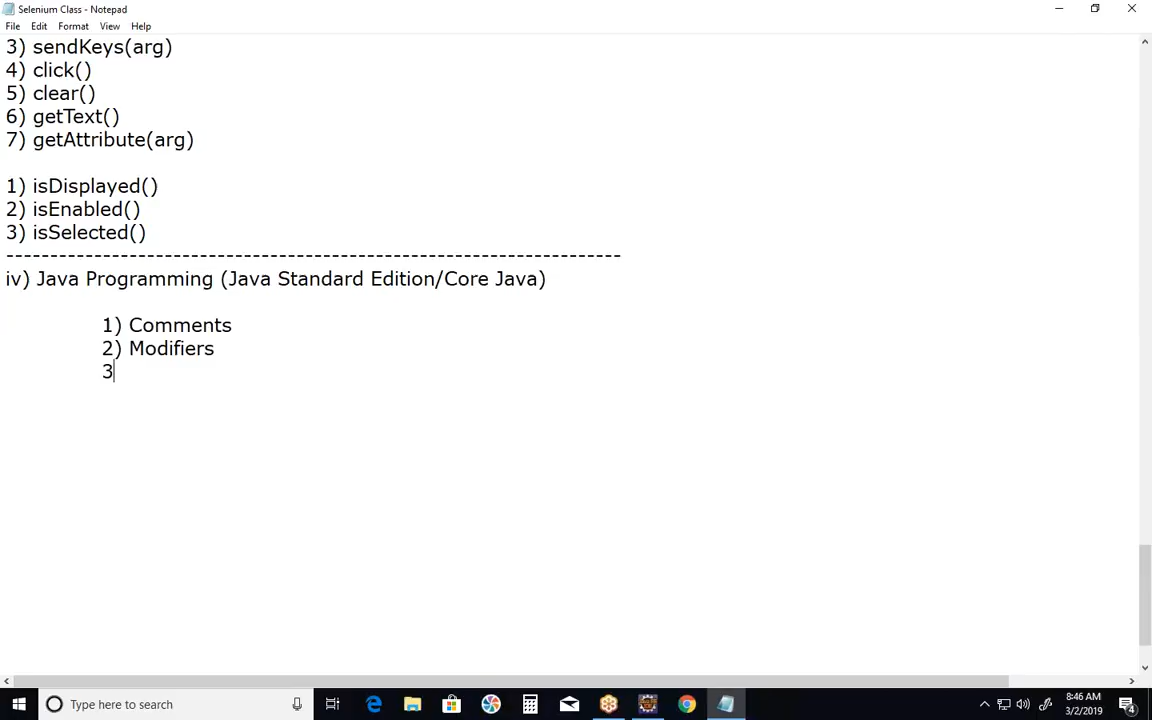 Selenium Class - Notepad
File Edit Format View Help
3) sendKeys(arg)
4) click()
5) clear()
6) getText()
7) getAttribute(arg)
1) isDisplayed()
2) isEnabled()
3) isSelected()
---------------------------------------------------------------------
iv) Java Programming (Java Standard Edition/Core Java)
1) Comments
2) Modifiers
3
Type here to search
8:46 AM
3/2/2019
4